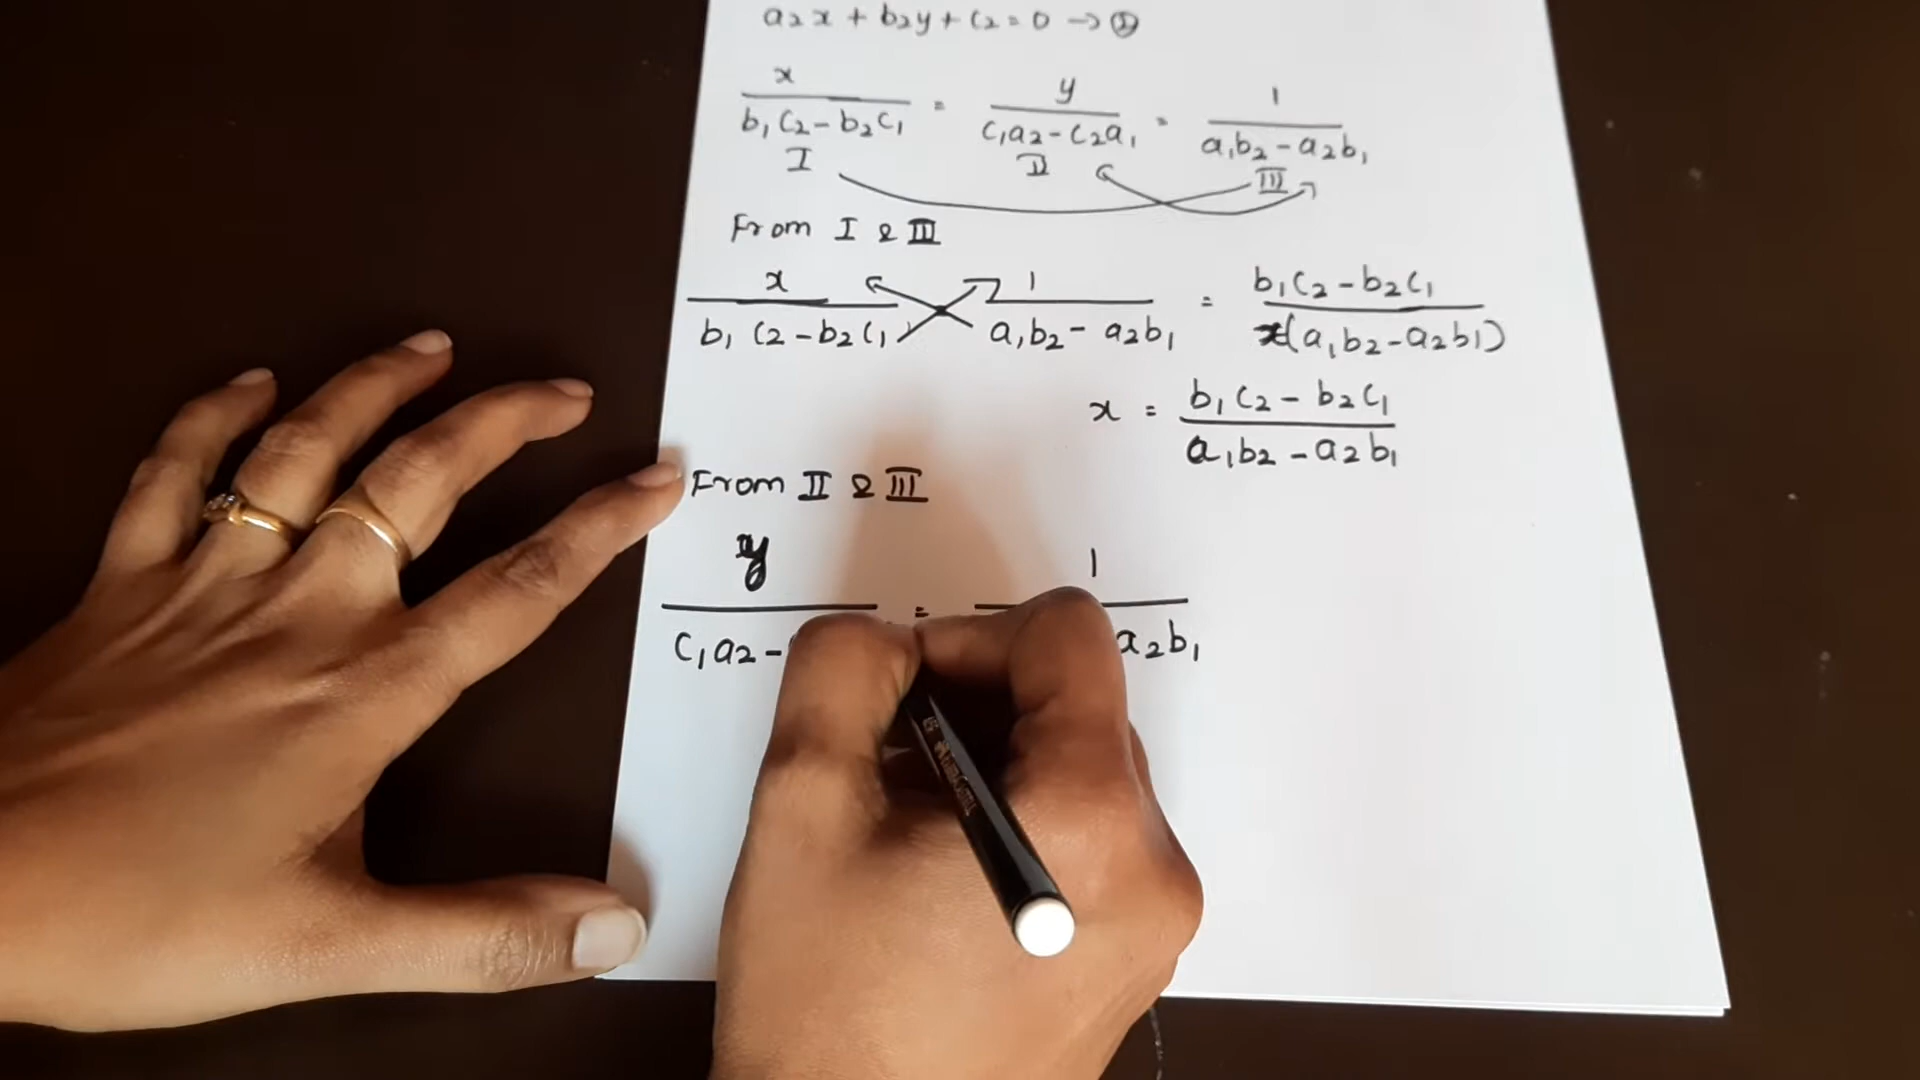 a₂x + b₂y + c₂ = 0 → ②
x/(b₁c₂ - b₂c₁) = y/(c₁a₂ - c₂a₁) = 1/(a₁b₂ - a₂b₁)
I II III
From I & III
x/(b₁c₂ - b₂c₁) 1/(a₁b₂ - a₂b₁) = (b₁c₂ - b₂c₁)/(x(a₁b₂ - a₂b₁))
x = (b₁c₂ - b₂c₁)/(a₁b₂ - a₂b₁)
From II & III
y/(c₁a₂ - = 1/ a₂b₁